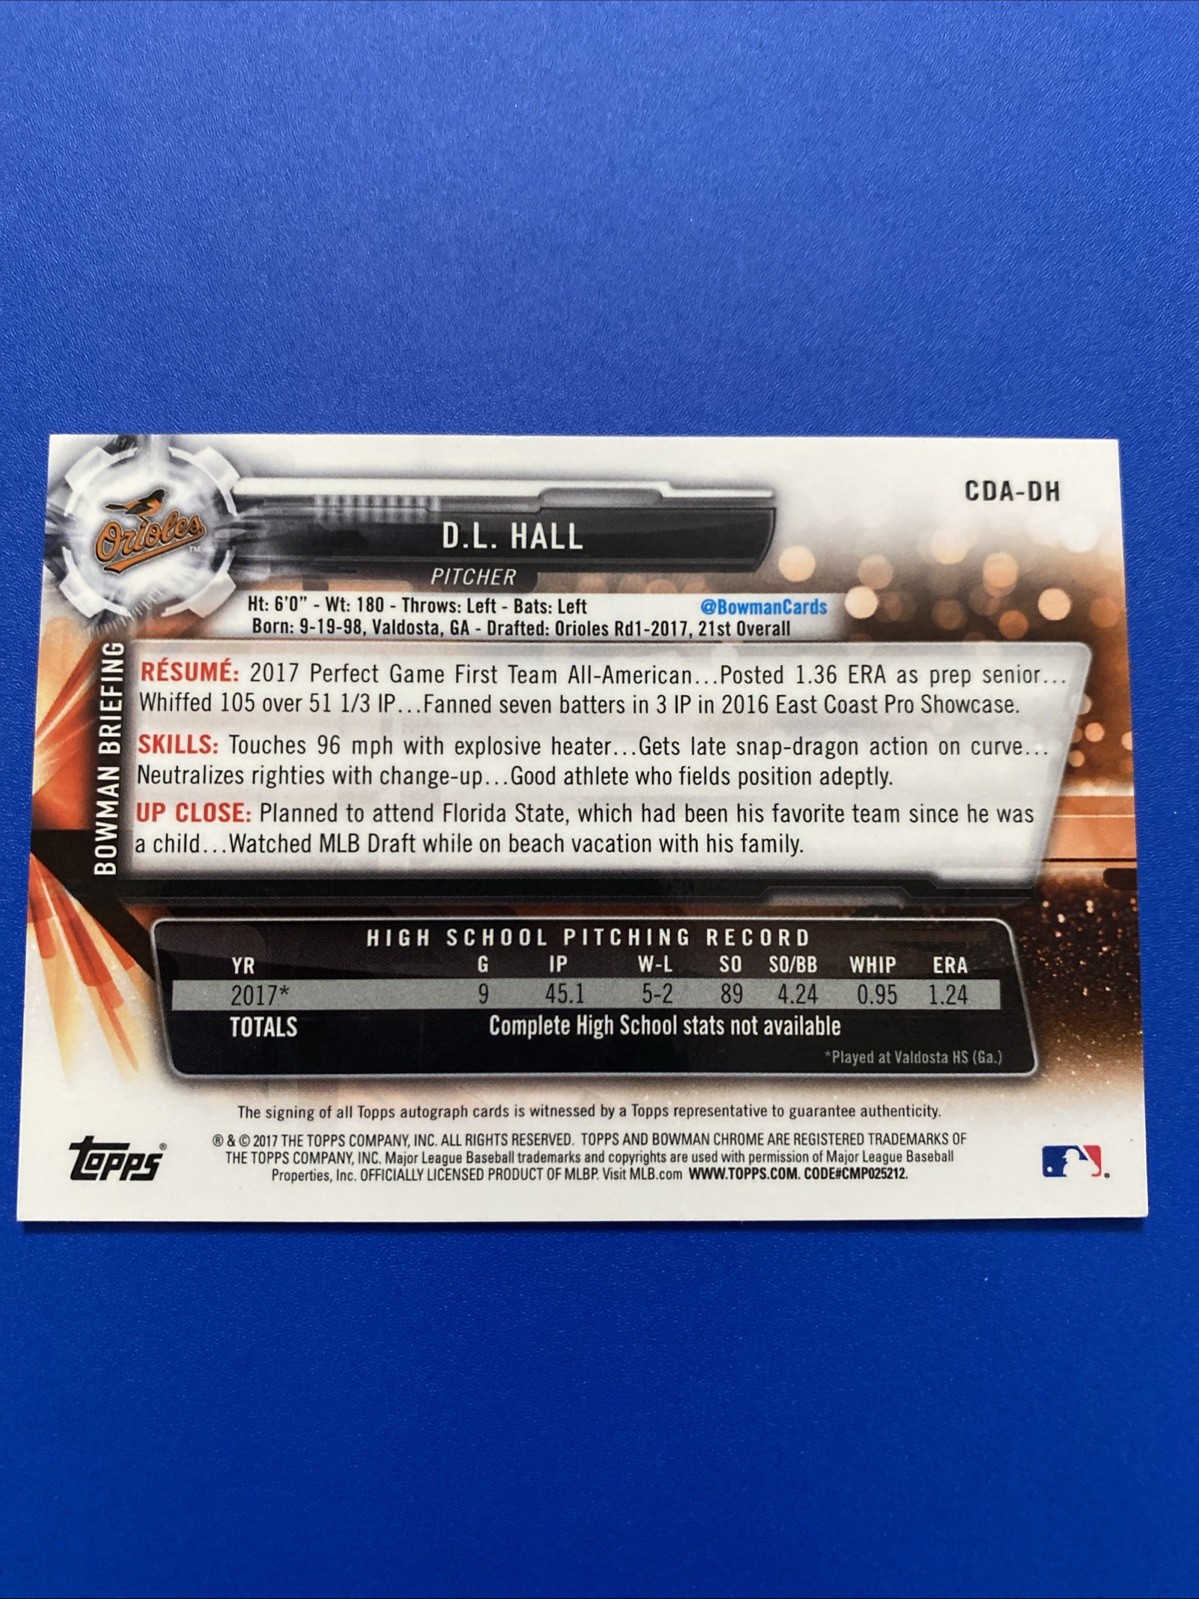 CDA-DH
Orioles™
D.L. HALL
PITCHER
Ht: 6'0" - Wt: 180 - Throws: Left - Bats: Left @BowmanCards
Born: 9-19-98, Valdosta, GA - Drafted: Orioles Rd1-2017, 21st Overall
BOWMAN BRIEFING
RÉSUMÉ: 2017 Perfect Game First Team All-American...Posted 1.36 ERA as prep senior...
Whiffed 105 over 51 1/3 IP...Fanned seven batters in 3 IP in 2016 East Coast Pro Showcase.
SKILLS: Touches 96 mph with explosive heater...Gets late snap-dragon action on curve...
Neutralizes righties with change-up...Good athlete who fields position adeptly.
UP CLOSE: Planned to attend Florida State, which had been his favorite team since he was
a child...Watched MLB Draft while on beach vacation with his family.
HIGH SCHOOL PITCHING RECORD
YR G IP W-L SO SO/BB WHIP ERA
2017* 9 45.1 5-2 89 4.24 0.95 1.24
TOTALS Complete High School stats not available
*Played at Valdosta HS (Ga.)
The signing of all Topps autograph cards is witnessed by a Topps representative to guarantee authenticity.
Topps®
® & © 2017 THE TOPPS COMPANY, INC. ALL RIGHTS RESERVED. TOPPS AND BOWMAN CHROME ARE REGISTERED TRADEMARKS OF
THE TOPPS COMPANY, INC. Major League Baseball trademarks and copyrights are used with permission of Major League Baseball
Properties, Inc. OFFICIALLY LICENSED PRODUCT OF MLBP. Visit MLB.com WWW.TOPPS.COM. CODE#CMP025212.